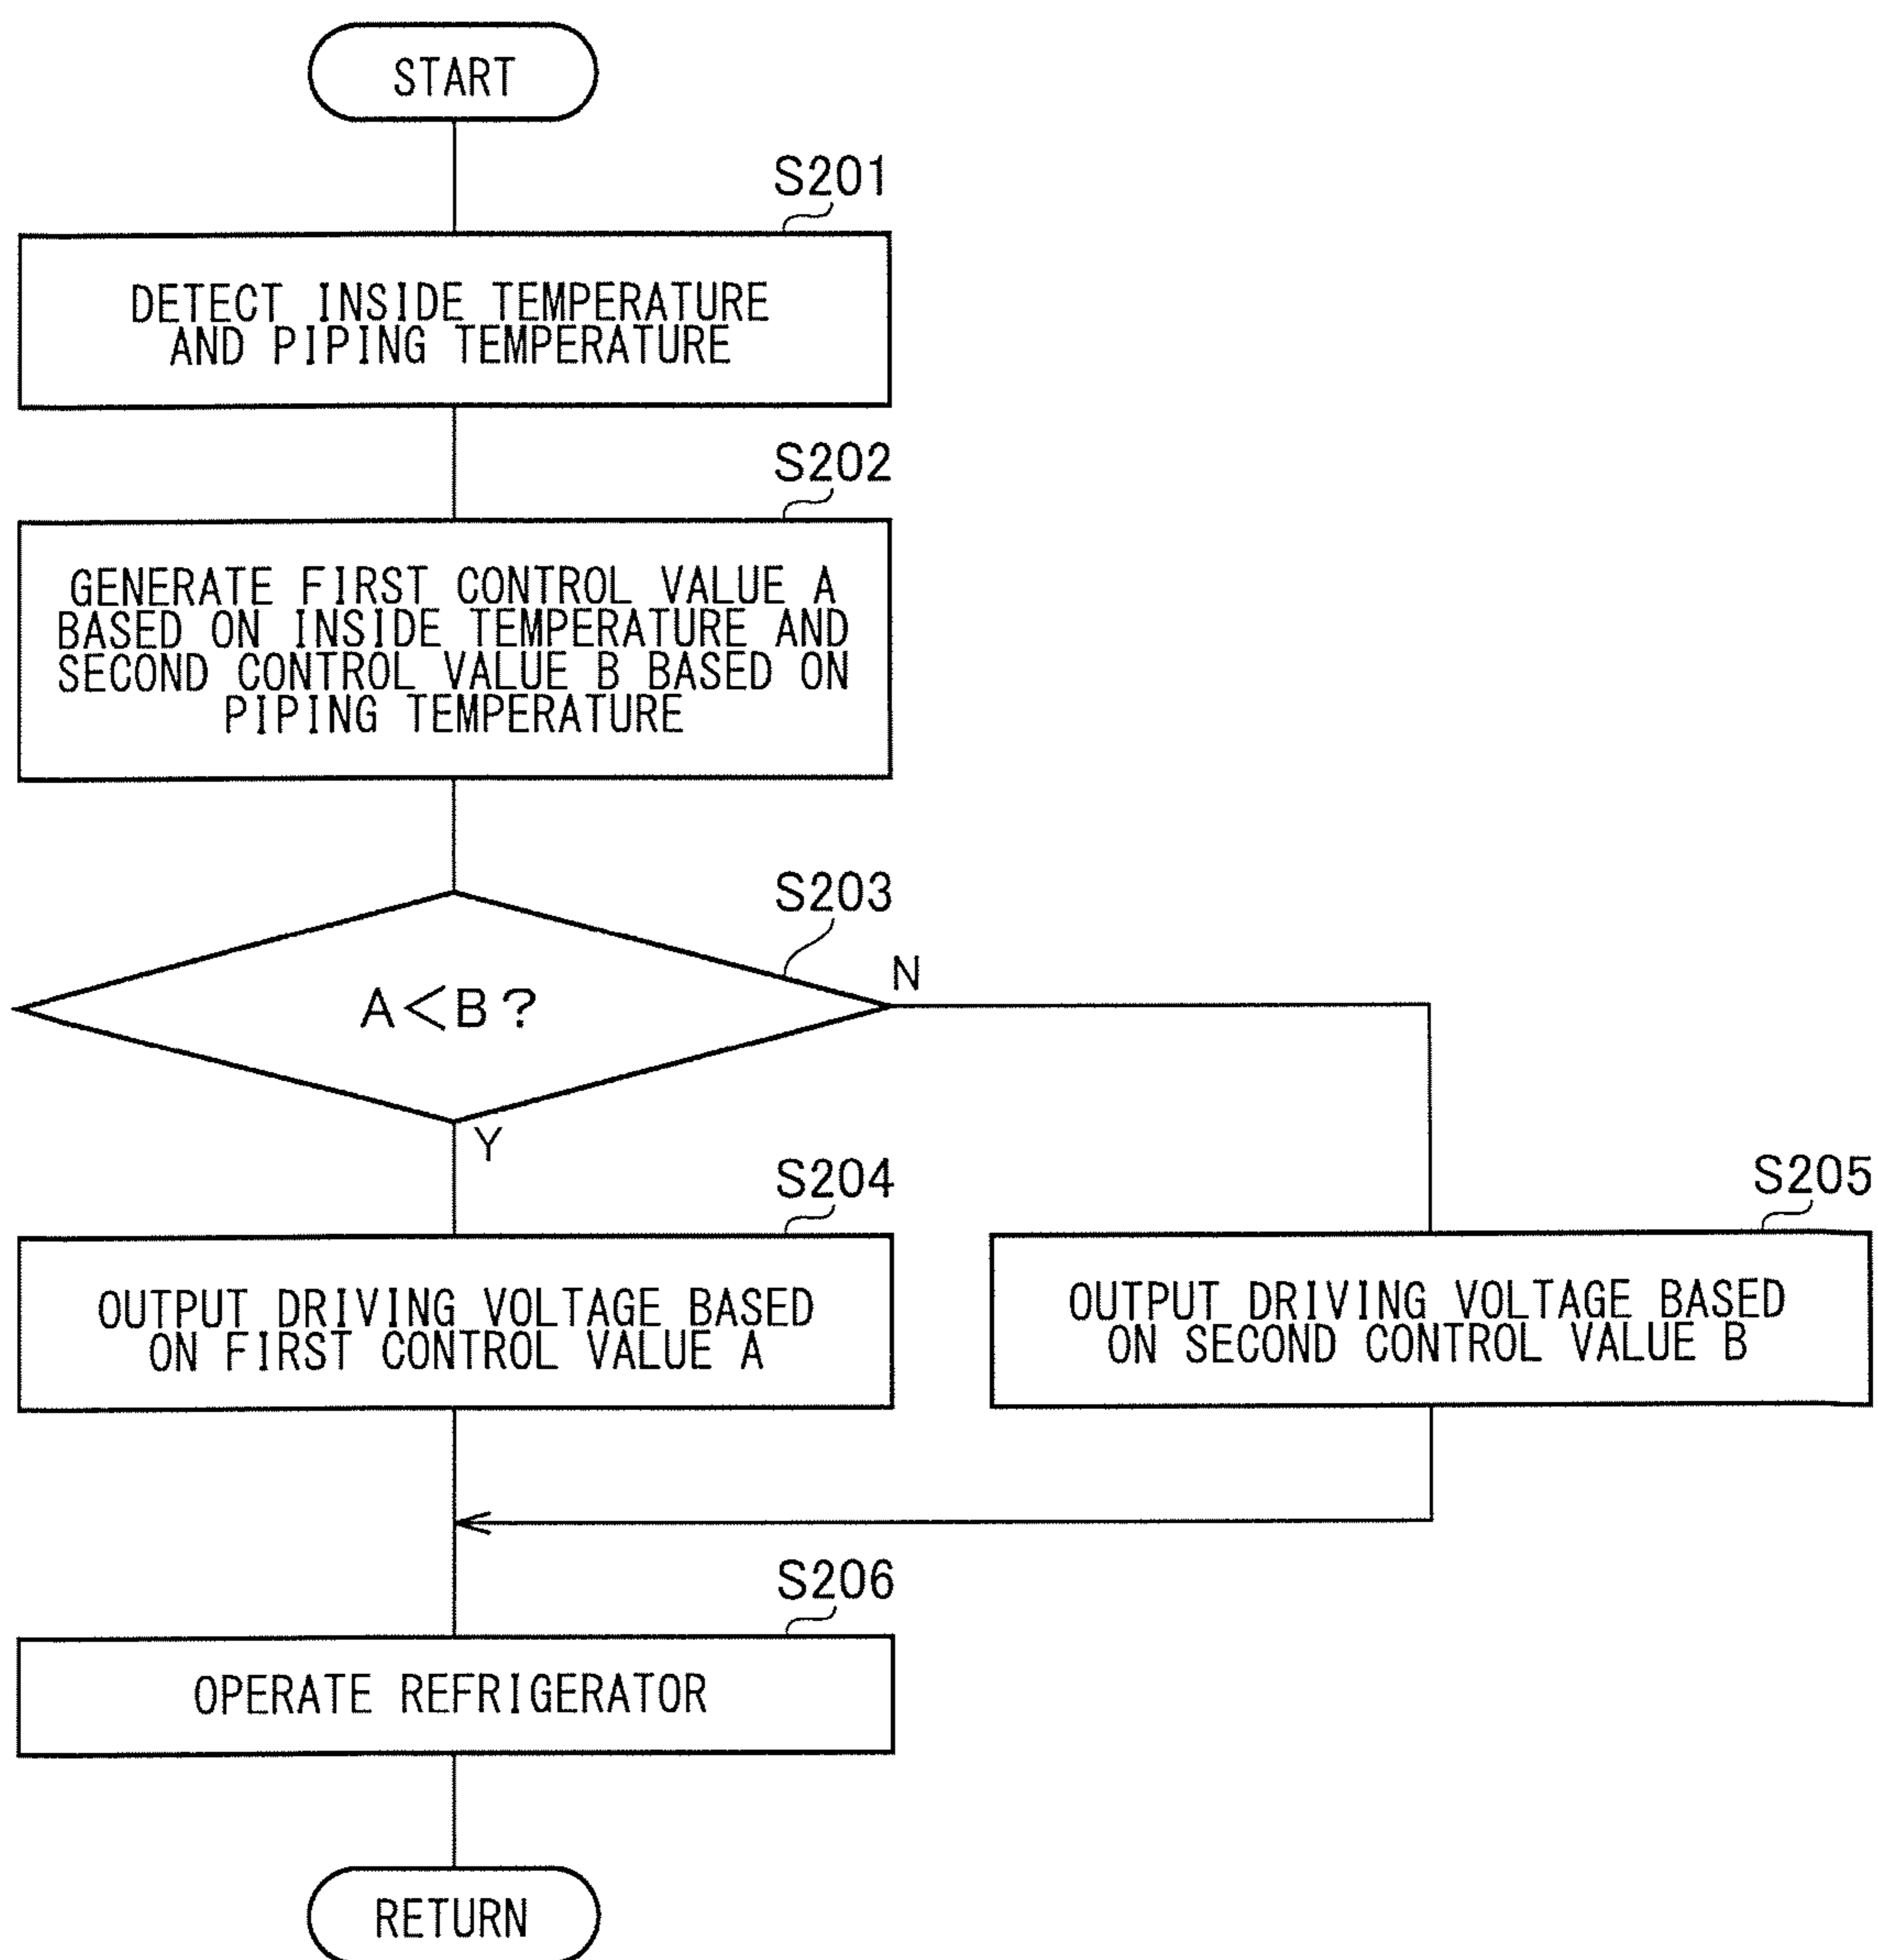 START
S201
DETECT INSIDE TEMPERATURE
AND PIPING TEMPERATURE
S202
GENERATE FIRST CONTROL VALUE A
BASED ON INSIDE TEMPERATURE AND
SECOND CONTROL VALUE B BASED ON
PIPING TEMPERATURE
S203
A<B?
N
Y
S204
OUTPUT DRIVING VOLTAGE BASED
ON FIRST CONTROL VALUE A
S205
OUTPUT DRIVING VOLTAGE BASED
ON SECOND CONTROL VALUE B
S206
OPERATE REFRIGERATOR
RETURN